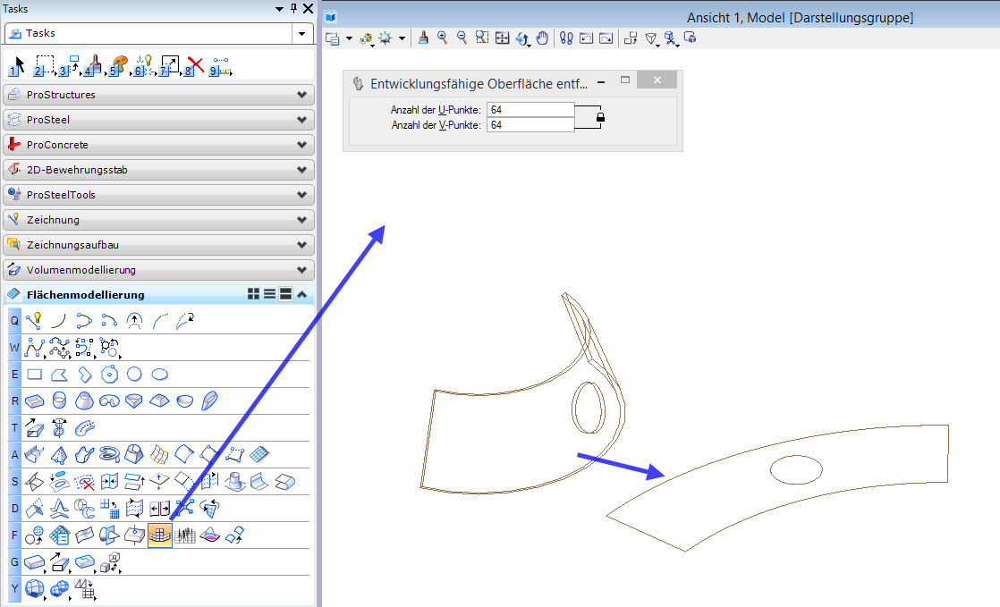 Tasks
Tasks
1 2 3 4 5 6 7 8 9
ProStructures
ProSteel
ProConcrete
2D-Bewehrungsstab
ProSteelTools
Zeichnung
Zeichnungsaufbau
Volumenmodellierung
Flächenmodellierung
Q
W
E
R
T
A
S
D
F
G
Y
Ansicht 1, Model [Darstellungsgruppe]
Entwicklungsfähige Oberfläche entf...
Anzahl der U-Punkte: 64
Anzahl der V-Punkte: 64